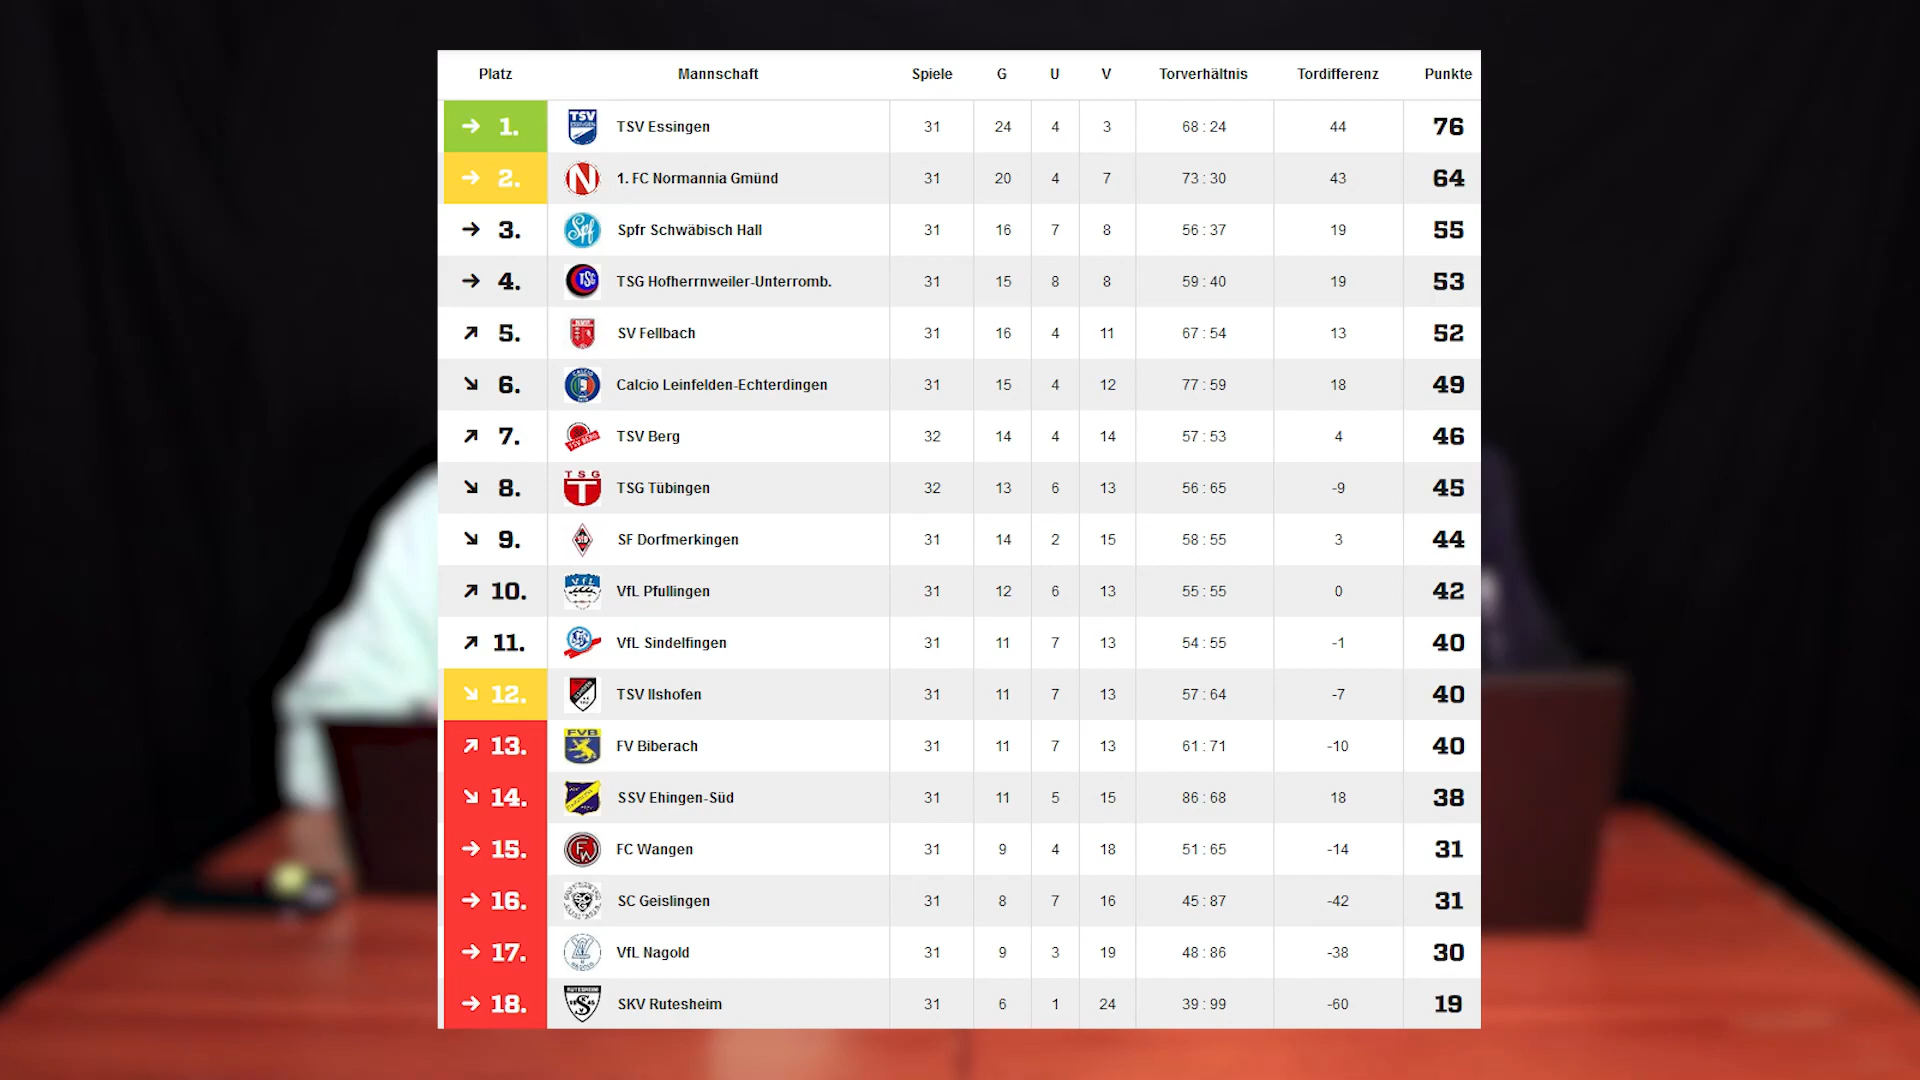 Platz Mannschaft Spiele G U V Torverhältnis Tordifferenz Punkte
1. TSV Essingen 31 24 4 3 68 : 24 44 76
2. 1. FC Normannia Gmünd 31 20 4 7 73 : 30 43 64
3. Spfr Schwäbisch Hall 31 16 7 8 56 : 37 19 55
4. TSG Hofherrnweiler-Unterromb. 31 15 8 8 59 : 40 19 53
5. SV Fellbach 31 16 4 11 67 : 54 13 52
6. Calcio Leinfelden-Echterdingen 31 15 4 12 77 : 59 18 49
7. TSV Berg 32 14 4 14 57 : 53 4 46
8. TSG Tübingen 32 13 6 13 56 : 65 -9 45
9. SF Dorfmerkingen 31 14 2 15 58 : 55 3 44
10. VfL Pfullingen 31 12 6 13 55 : 55 0 42
11. VfL Sindelfingen 31 11 7 13 54 : 55 -1 40
12. TSV Ilshofen 31 11 7 13 57 : 64 -7 40
13. FV Biberach 31 11 7 13 61 : 71 -10 40
14. SSV Ehingen-Süd 31 11 5 15 86 : 68 18 38
15. FC Wangen 31 9 4 18 51 : 65 -14 31
16. SC Geislingen 31 8 7 16 45 : 87 -42 31
17. VfL Nagold 31 9 3 19 48 : 86 -38 30
18. SKV Rutesheim 31 6 1 24 39 : 99 -60 19